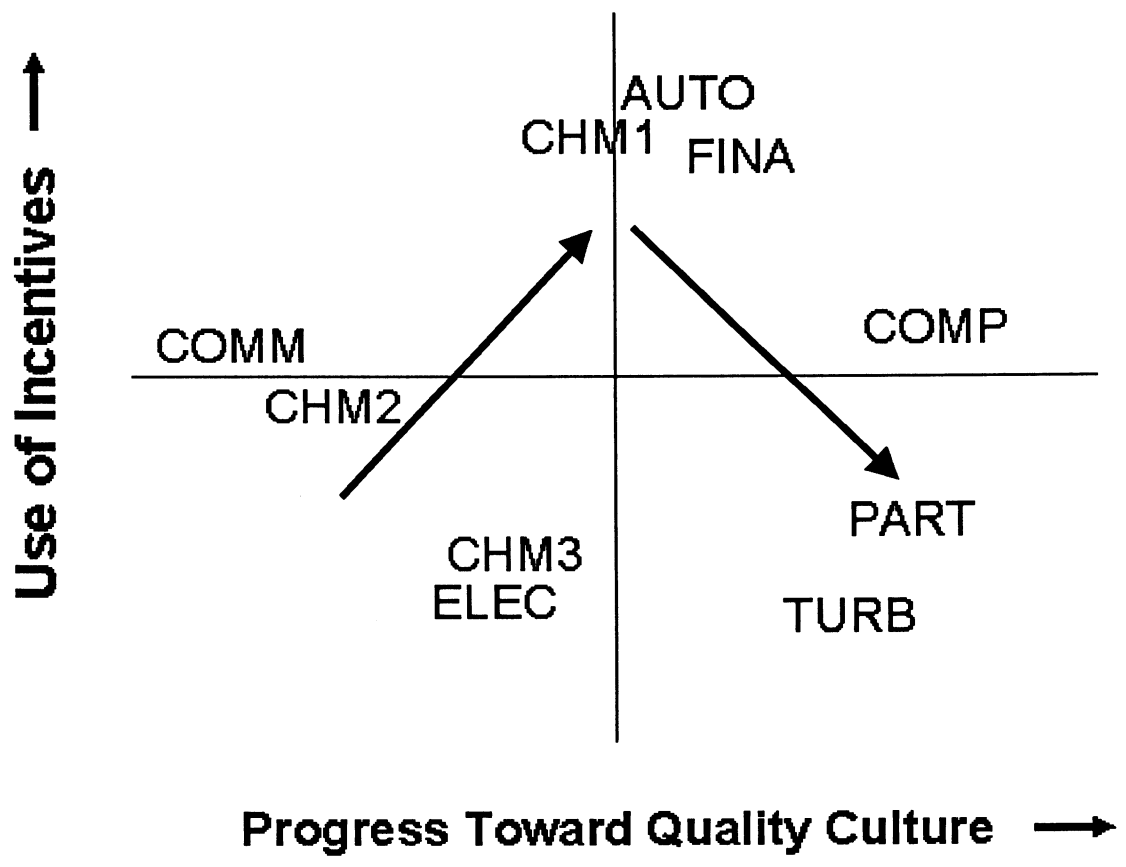 AUTO
CHM1
FINA
COMP
COMM
CHM2
PART
CHM3
ELEC
TURB
Use of Incentives
Progress Toward Quality Culture